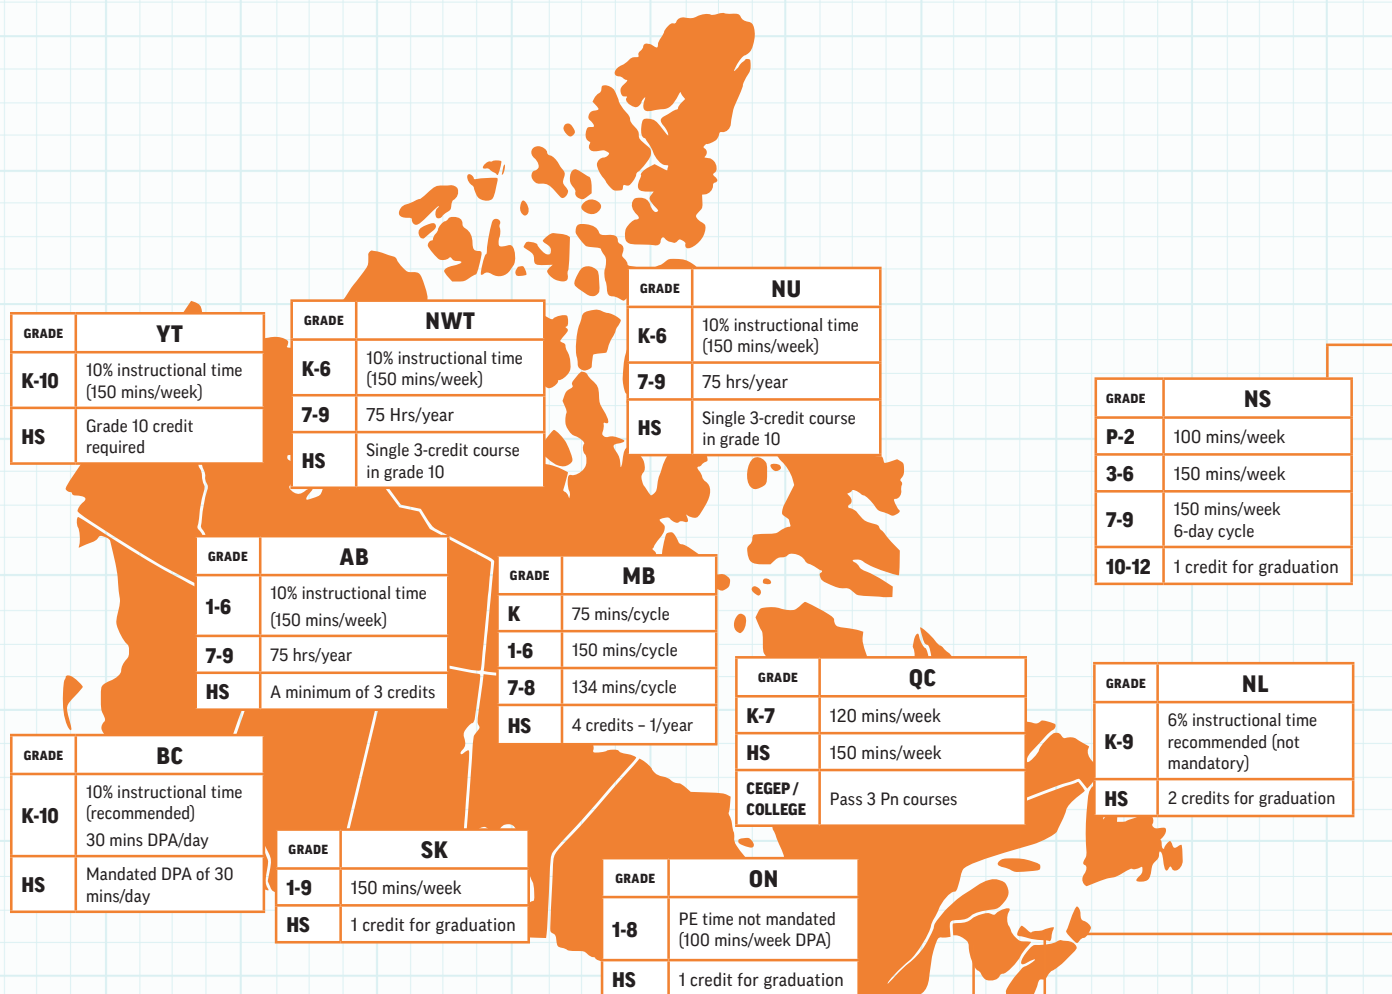 GRADE NU
K-6 10% instructional time
(150 mins/week)
7-9 75 hrs/year
HS Single 3-credit course
in grade 10
GRADE NWT
K-6 10% instructional time
(150 mins/week)
7-9 75 Hrs/year
HS Single 3-credit course
in grade 10
GRADE YT
K-10 10% instructional time
(150 mins/week)
HS Grade 10 credit
required
GRADE NS
P-2 100 mins/week
3-6 150 mins/week
7-9 150 mins/week
6-day cycle
10-12 1 credit for graduation
GRADE AB
1-6 10% instructional time
(150 mins/week)
7-9 75 hrs/year
HS A minimum of 3 credits
GRADE MB
K 75 mins/cycle
1-6 150 mins/cycle
7-8 134 mins/cycle
HS 4 credits – 1/year
GRADE QC
K-7 120 mins/week
HS 150 mins/week
CEGEP /
COLLEGE Pass 3 Pn courses
GRADE NL
K-9 6% instructional time
recommended (not
mandatory)
HS 2 credits for graduation
GRADE BC
K-10 10% instructional time
(recommended)
30 mins DPA/day
HS Mandated DPA of 30
mins/day
GRADE SK
1-9 150 mins/week
HS 1 credit for graduation
GRADE ON
1-8 PE time not mandated
(100 mins/week DPA)
HS 1 credit for graduation